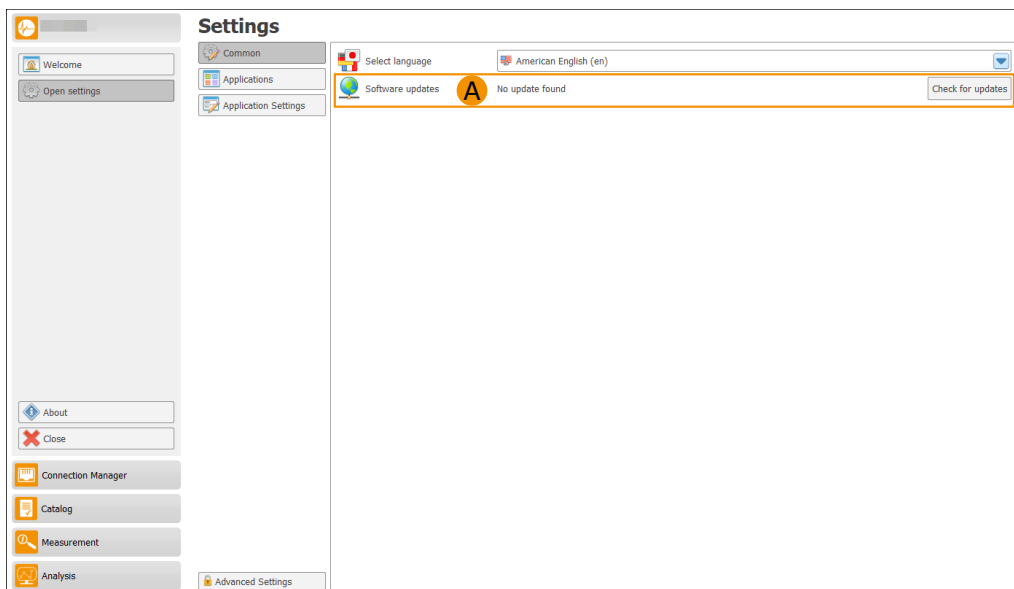 Settings
Welcome
Open settings
About
Close
Connection Manager
Catalog
Measurement
Analysis
Common
Applications
Application Settings
Advanced Settings
Select language
American English (en)
Software updates
A
No update found
Check for updates